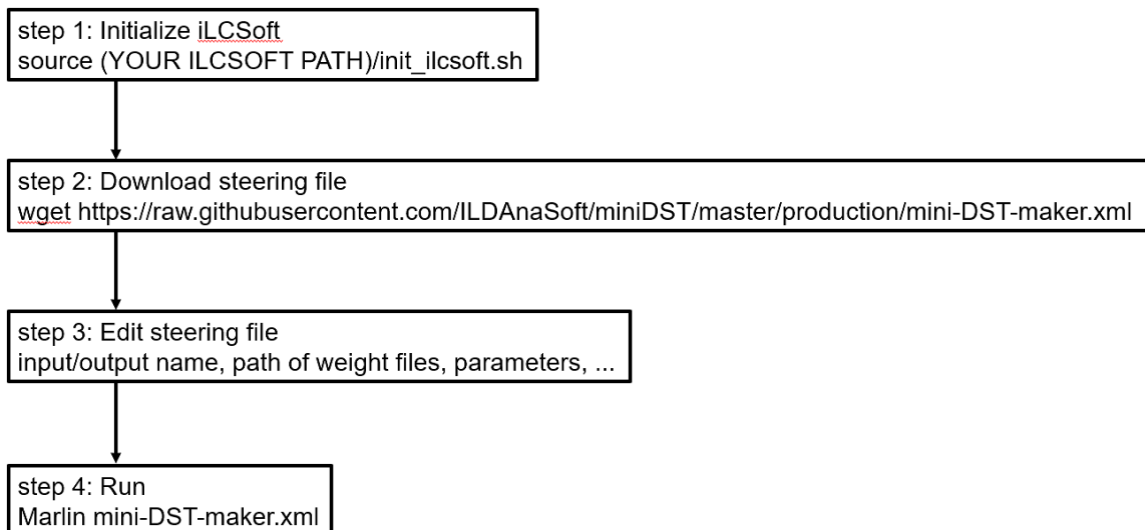 step 1: Initialize iLCSoft
source (YOUR ILCSOFT PATH)/init_ilcsoft.sh
step 2: Download steering file
wget https://raw.githubusercontent.com/ILDAnaSoft/miniDST/master/production/mini-DST-maker.xml
step 3: Edit steering file
input/output name, path of weight files, parameters, ...
step 4: Run
Marlin mini-DST-maker.xml